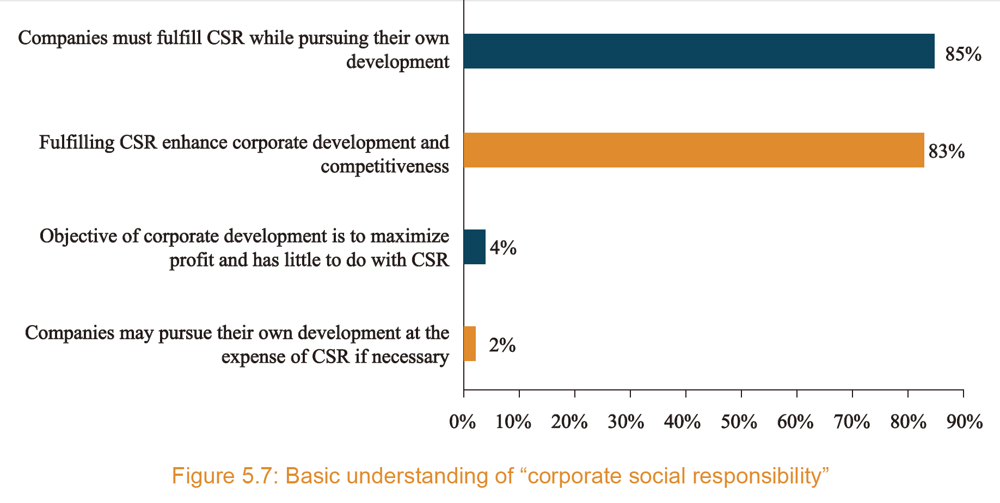 Companies must fulfill CSR while pursuing their own
development
85%
Fulfilling CSR enhance corporate development and
competitiveness
83%
Objective of corporate development is to maximize
profit and has little to do with CSR
4%
Companies may pursue their own development at the
expense of CSR if necessary
2%
0% 10% 20% 30% 40% 50% 60% 70% 80% 90%
Figure 5.7: Basic understanding of “corporate social responsibility”